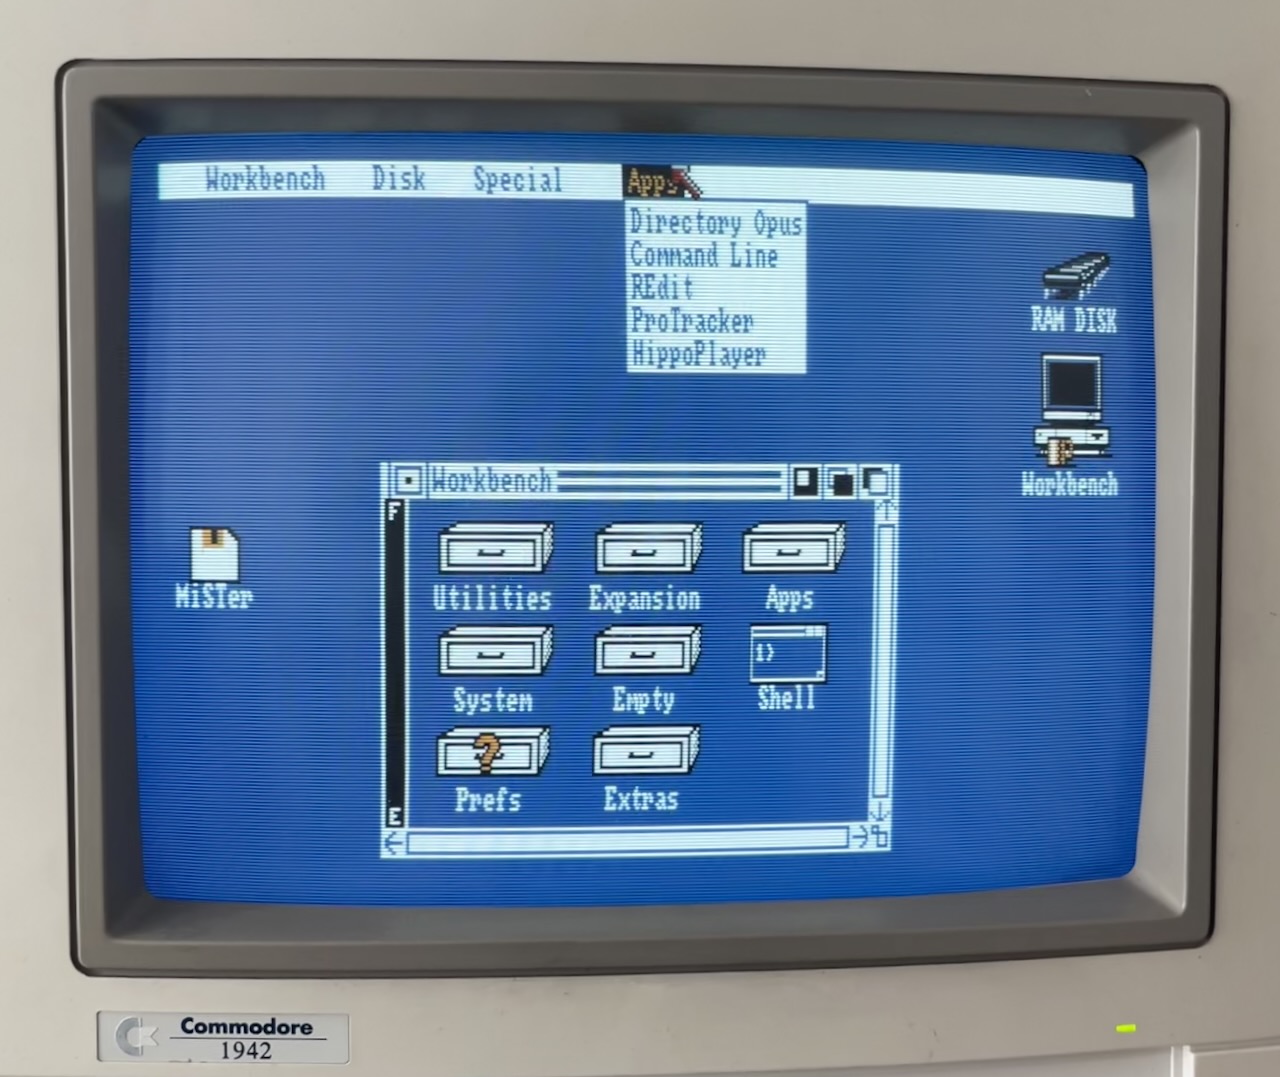 Workbench Disk Special Apps
Directory Opus
Command Line
REdit
ProTracker
HippoPlayer
RAM DISK
Workbench
Workbench
F
MiSTer
Utilities Expansion Apps
1>
System Empty Shell
?
Prefs Extras
E
Commodore
1942